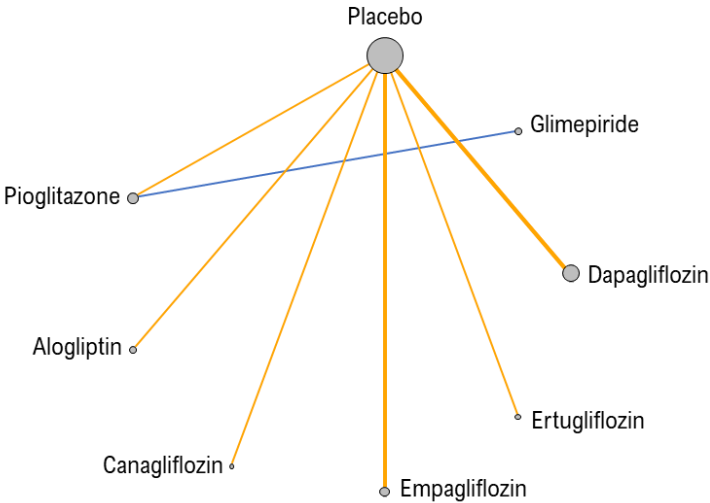 Placebo
Glimepiride
Pioglitazone
Dapagliflozin
Alogliptin
Ertugliflozin
Canagliflozin
Empagliflozin